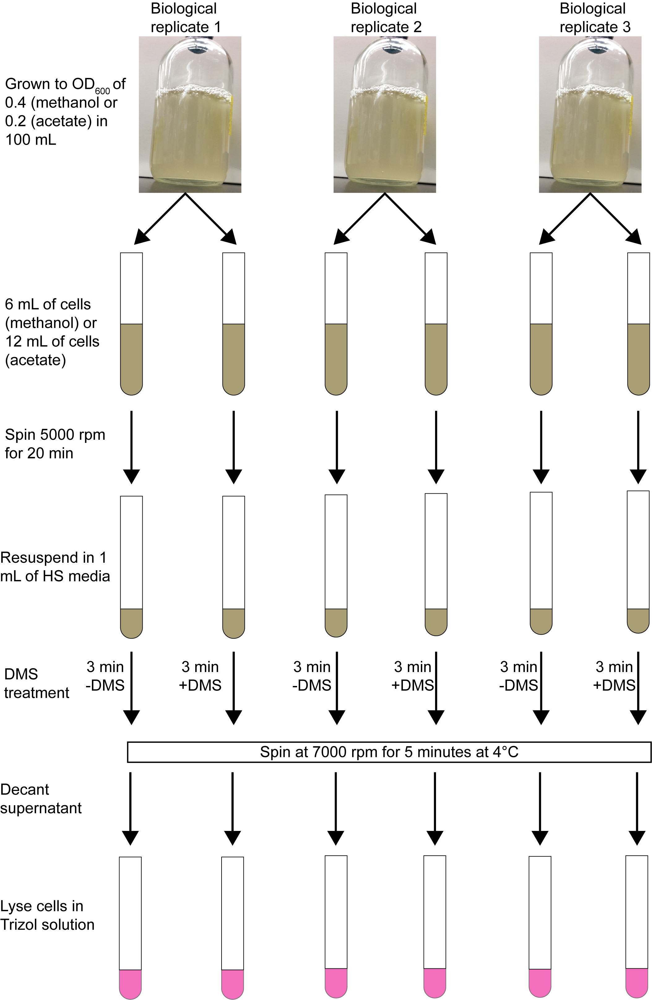 Biological
replicate 1
Biological
replicate 2
Biological
replicate 3
Grown to OD600 of
0.4 (methanol or
0.2 (acetate) in
100 mL
6 mL of cells
(methanol) or
12 mL of cells
(acetate)
Spin 5000 rpm
for 20 min
Resuspend in 1
mL of HS media
DMS
treatment
3 min
-DMS
3 min
+DMS
3 min
-DMS
3 min
+DMS
3 min
-DMS
3 min
+DMS
Spin at 7000 rpm for 5 minutes at 4°C
Decant
supernatant
Lyse cells in
Trizol solution